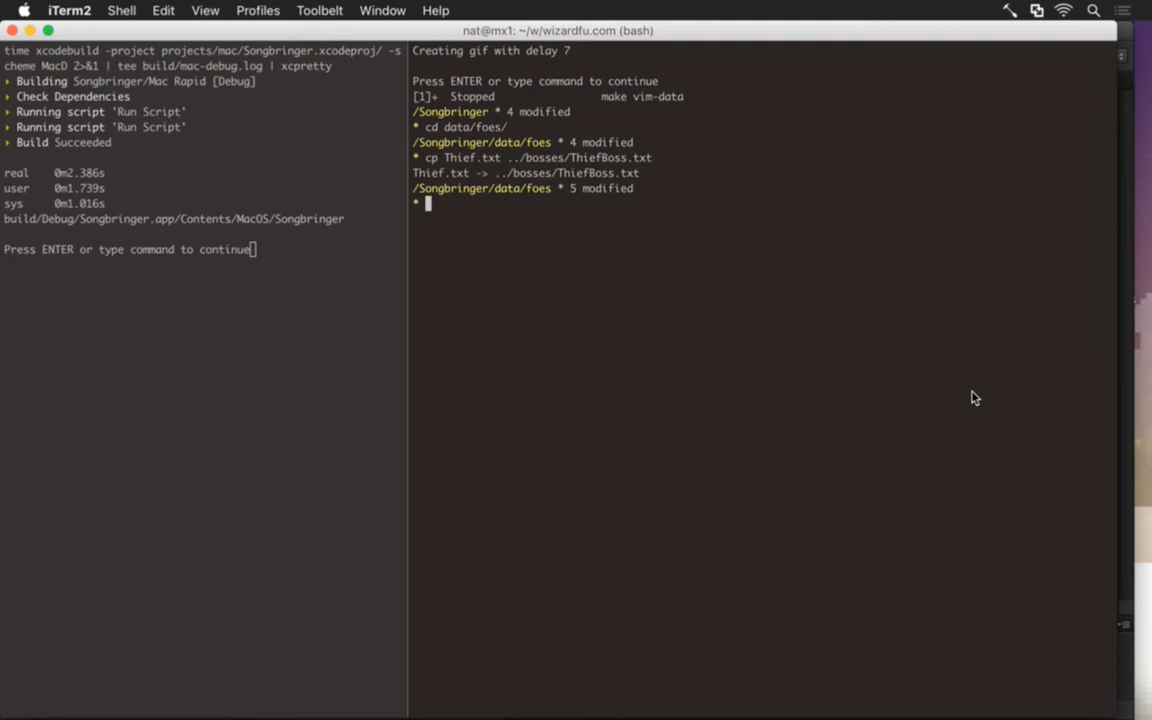 iTerm2 Shell Edit View Profiles Toolbelt Window Help
nat@mx1: ~/w/wizardfu.com (bash)
time xcodebuild -project projects/mac/Songbringer.xcodeproj/ -s
cheme MacD 2>&1 | tee build/mac-debug.log | xcpretty
Building Songbringer/Mac Rapid [Debug]
Check Dependencies
Running script 'Run Script'
Running script 'Run Script'
Build Succeeded
real 0m2.386s
user 0m1.739s
sys 0m1.016s
build/Debug/Songbringer.app/Contents/MacOS/Songbringer
Press ENTER or type command to continue
Creating gif with delay 7
Press ENTER or type command to continue
[1]+ Stopped make vim-data
/Songbringer * 4 modified
* cd data/foes/
/Songbringer/data/foes * 4 modified
* cp Thief.txt ../bosses/ThiefBoss.txt
Thief.txt -> ../bosses/ThiefBoss.txt
/Songbringer/data/foes * 5 modified
*